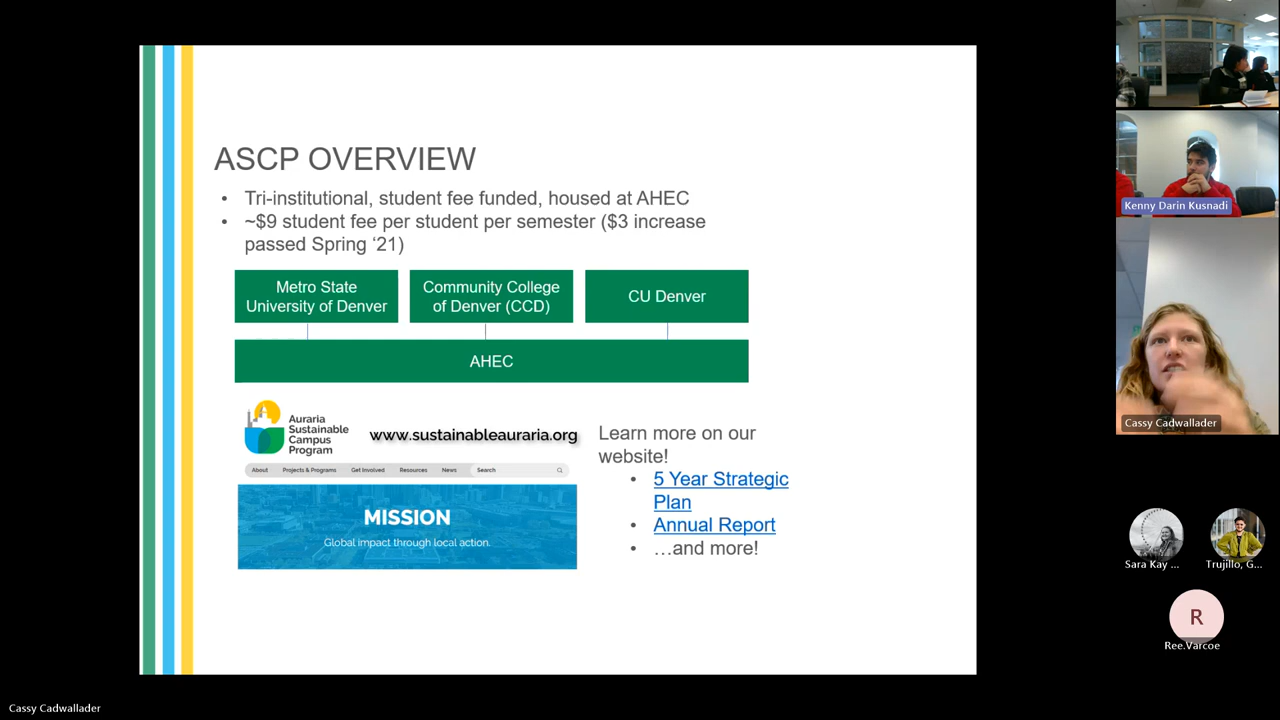 ASCP OVERVIEW
• Tri-institutional, student fee funded, housed at AHEC
• ~$9 student fee per student per semester ($3 increase
passed Spring ‘21)
Metro State
University of Denver
Community College
of Denver (CCD)
CU Denver
AHEC
Auraria
Sustainable
Campus
Program
www.sustainableauraria.org
About Projects & Programs Get Involved Resources News Search
MISSION
Global impact through local action.
Learn more on our
website!
• 5 Year Strategic
Plan
• Annual Report
• …and more!
Kenny Darin Kusnadi
Cassy Cadwallader
Sara Kay ...
Trujillo, G...
R
Ree.Varcoe
Cassy Cadwallader